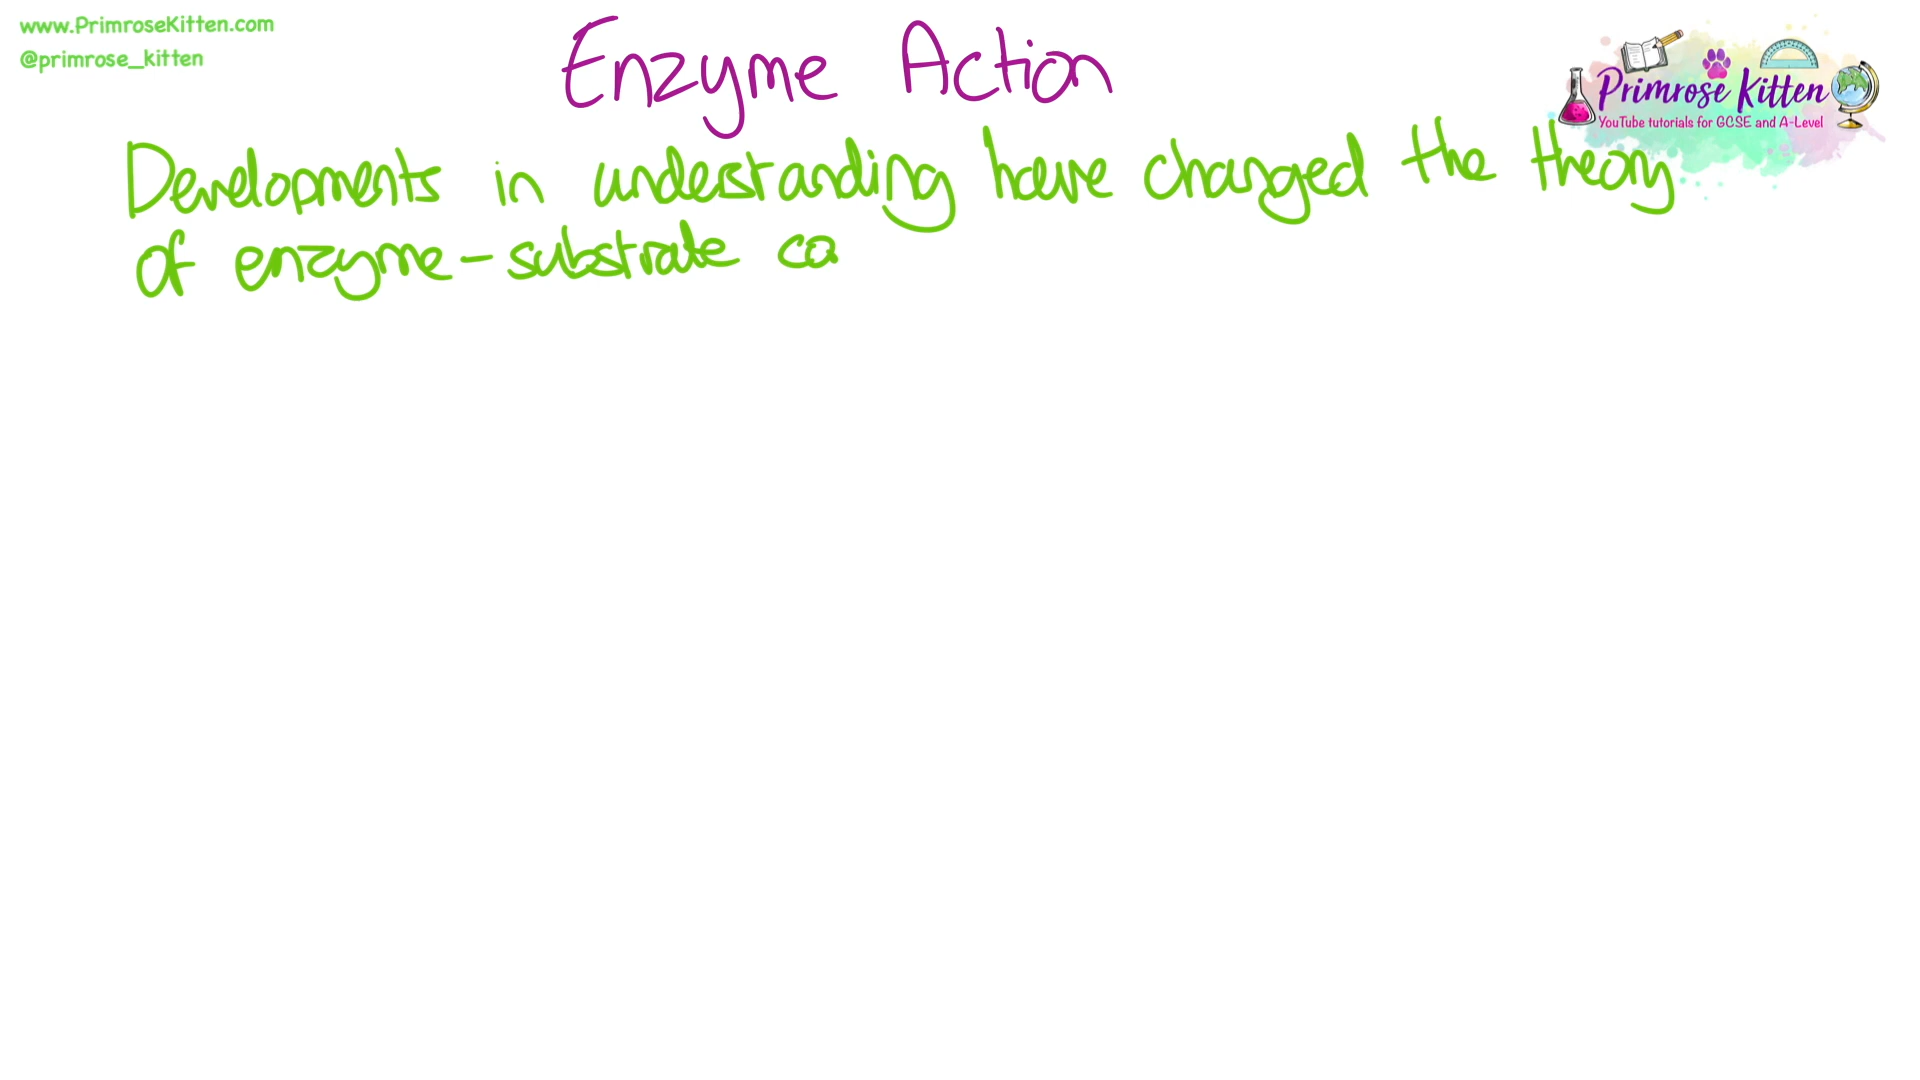 www.PrimroseKitten.com
@primrose_kitten
Enzyme Action
Primrose Kitten
YouTube tutorials for GCSE and A-Level
Developments in understanding have changed the theory
of enzyme-substrate co